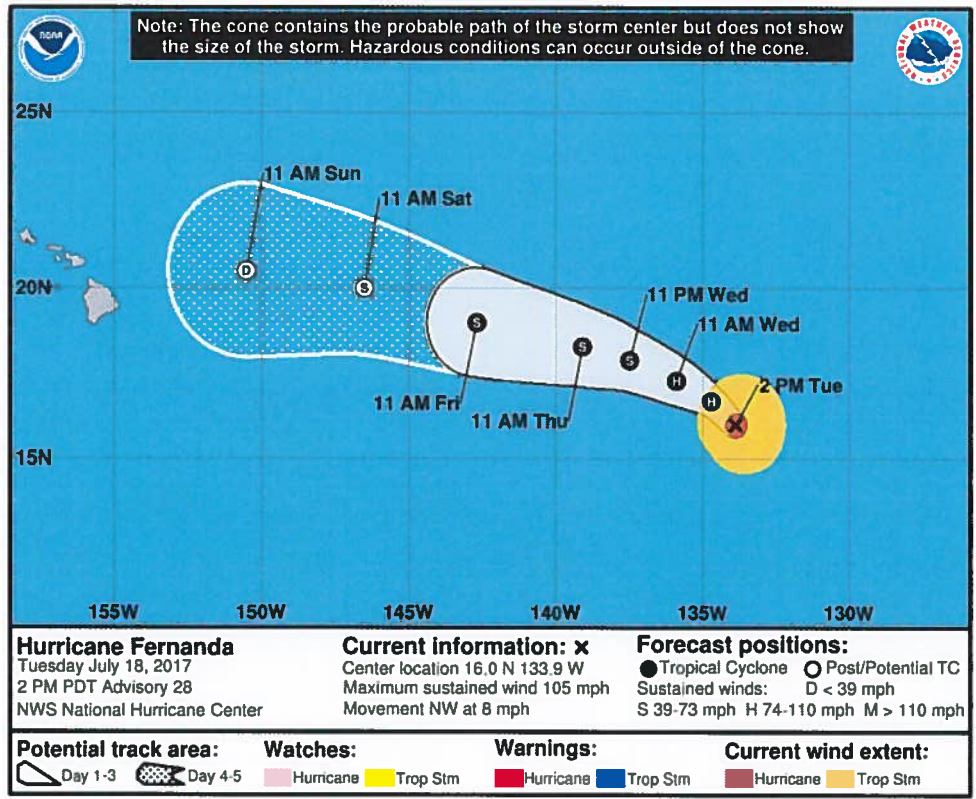 Note: The cone contains the probable path of the storm center but does not show
the size of the storm. Hazardous conditions can occur outside of the cone.
NOAA
NATIONAL WEATHER SERVICE
25N
11 AM Sun
11 AM Sat
D
S
20N
11 PM Wed
11 AM Wed
S
S
S
H
H
11 AM Fri
11 AM Thu
2 PM Tue
15N
155W 150W 145W 140W 135W 130W
Hurricane Fernanda
Tuesday July 18, 2017
2 PM PDT Advisory 28
NWS National Hurricane Center
Current information: x
Center location 16.0 N 133.9 W
Maximum sustained wind 105 mph
Movement NW at 8 mph
Forecast positions:
Tropical Cyclone Post/Potential TC
Sustained winds: D < 39 mph
S 39-73 mph H 74-110 mph M > 110 mph
Potential track area:
Day 1-3 Day 4-5
Watches:
Hurricane Trop Stm
Warnings:
Hurricane Trop Stm
Current wind extent:
Hurricane Trop Stm